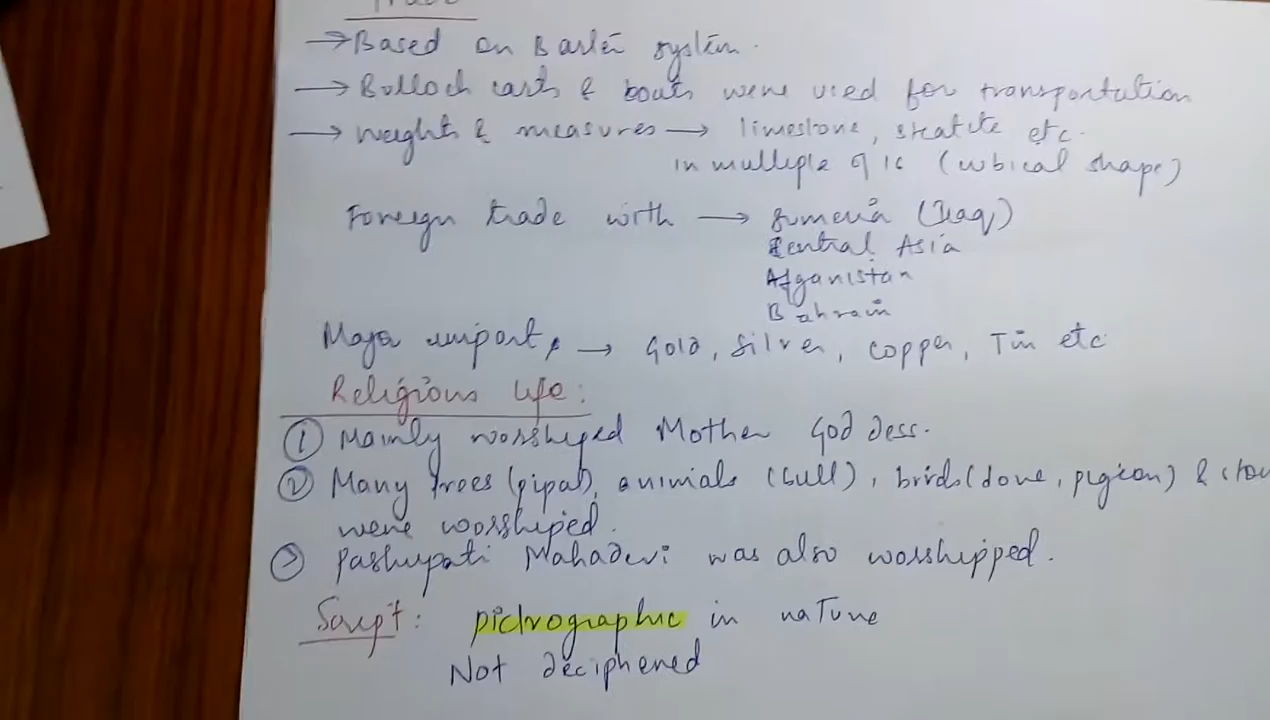 Trade
→ Based on Barter system.
→ Bulloch carts & boats were used for transportation
→ weights & measures → limestone, steatite etc.
in multiple of 16 (cubical shape)
Foreign trade with → Sumeria (Iraq)
Central Asia
Afganistan
Bahrain
Major import, → Gold, Silver, copper, Tin etc
Religious life:
① Mainly worshiped Mother Goddess.
② Many trees (pipal), animals (bull), birds (dove, pigeon) &
were worshiped.
③ Pashupati Mahadev was also worshipped.
Script: pictrographic in nature
Not deciphered